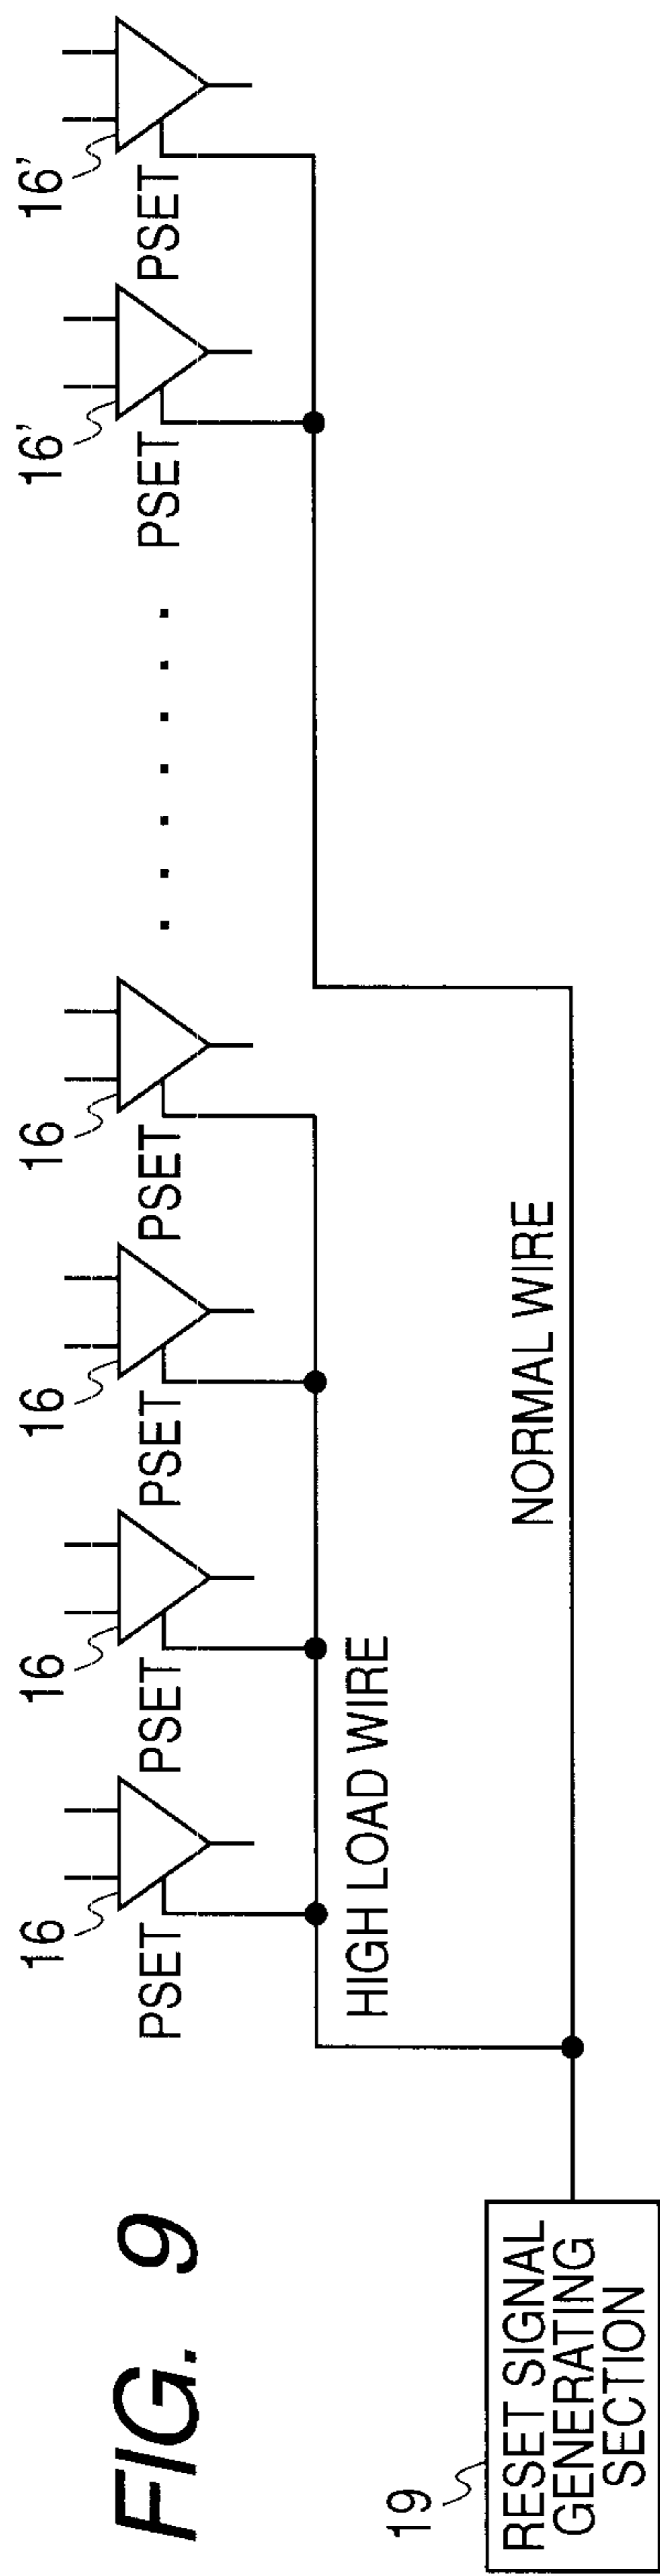 FIG. 9
16
16
16
16
16'
16'
PSET
PSET
PSET
PSET
PSET
PSET
HIGH LOAD WIRE
NORMAL WIRE
19
RESET SIGNAL
GENERATING
SECTION